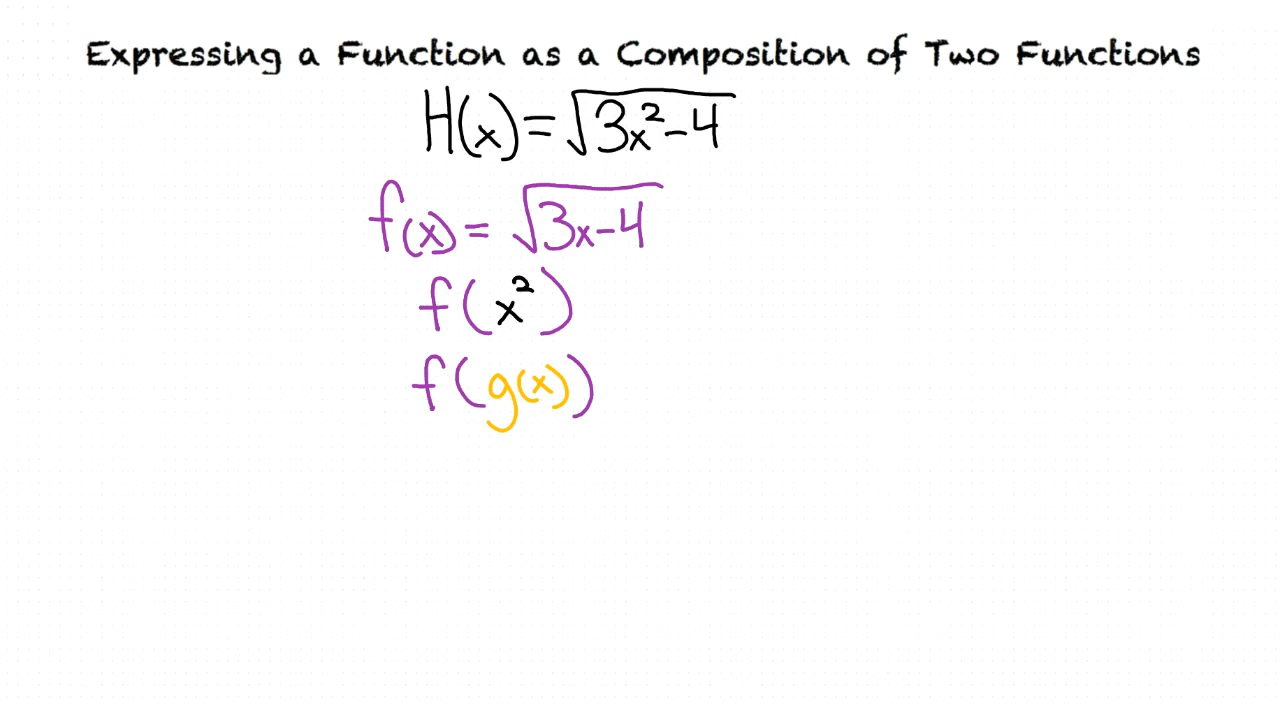 Expressing a Function as a Composition of Two Functions
H(x)=√3x²-4
f(x)=√3x-4
f(x²)
f(g(x))